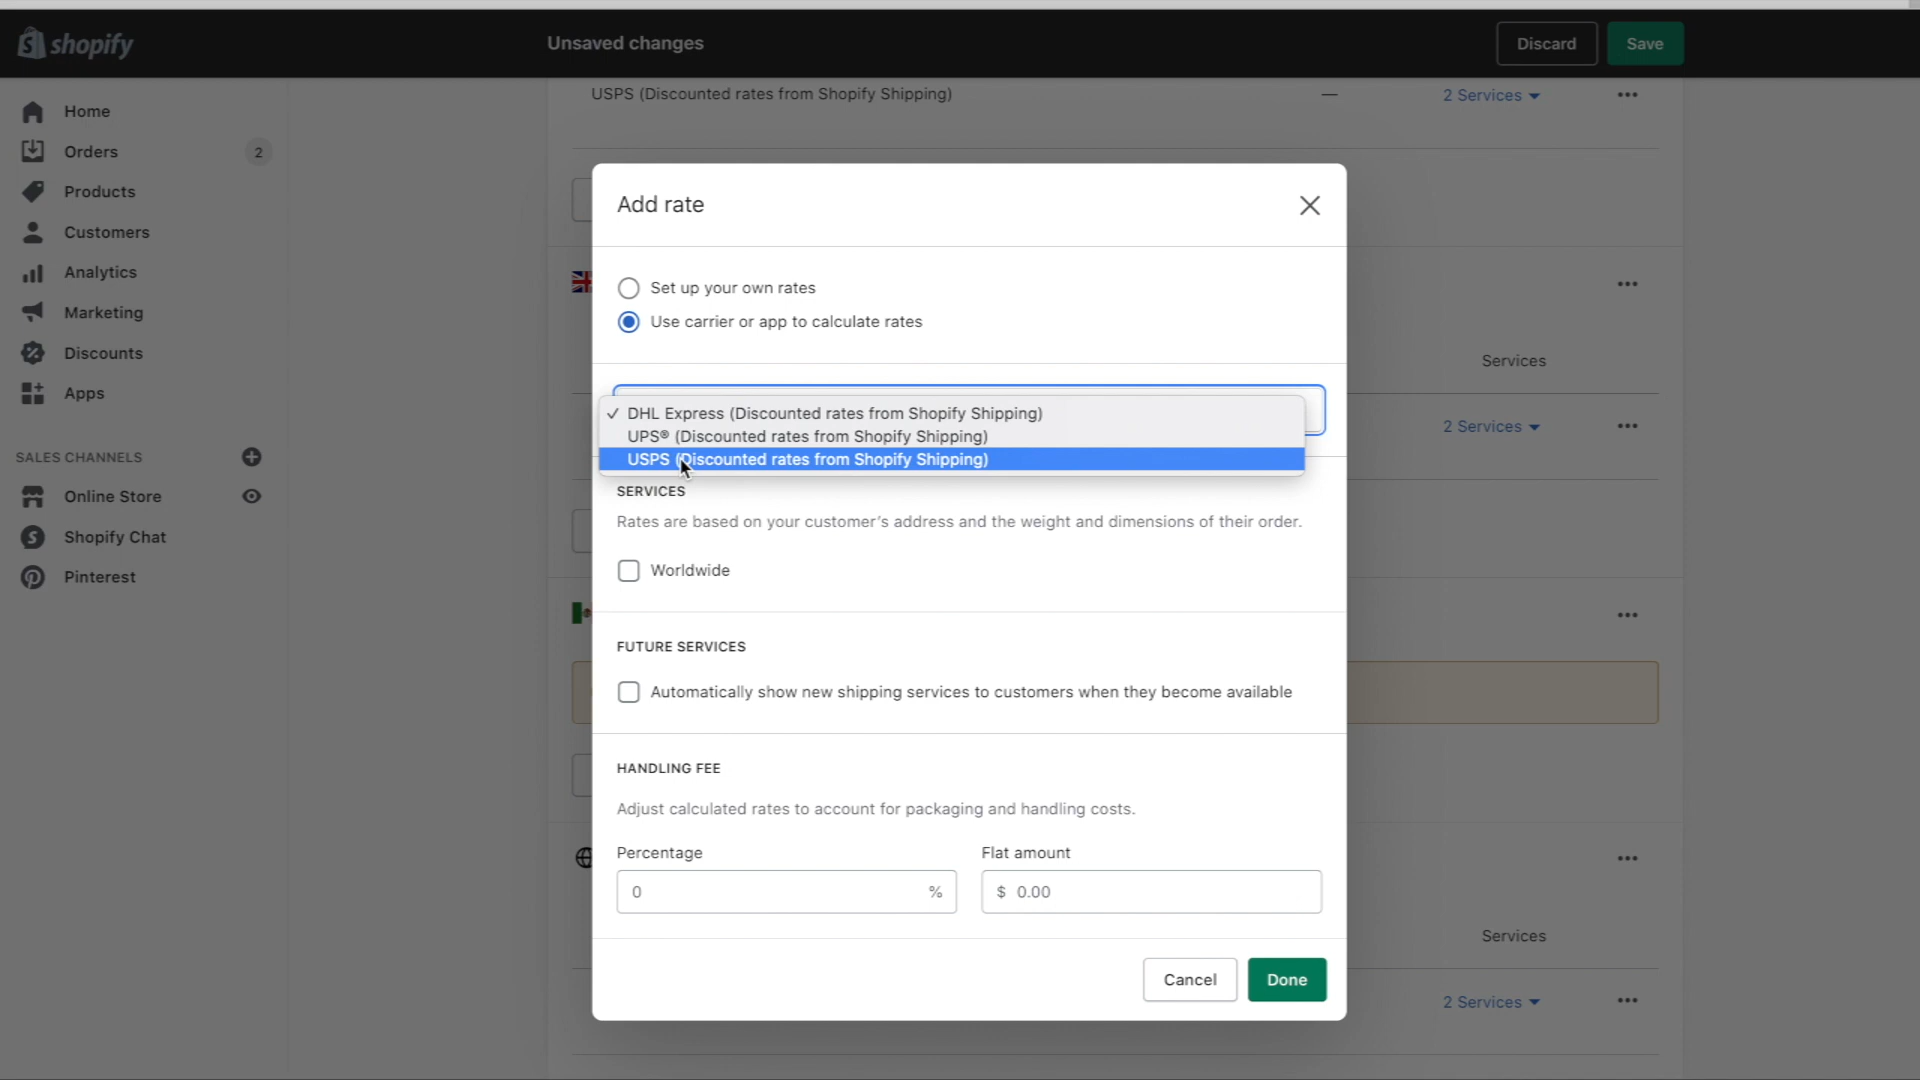 shopify
Unsaved changes
Discard
Save
Home
Orders
2
Products
Customers
Analytics
Marketing
Discounts
Apps
SALES CHANNELS
Online Store
Shopify Chat
Pinterest
USPS (Discounted rates from Shopify Shipping)
—
2 Services
Services
2 Services
Services
2 Services
Add rate
Set up your own rates
Use carrier or app to calculate rates
✓ DHL Express (Discounted rates from Shopify Shipping)
UPS® (Discounted rates from Shopify Shipping)
USPS (Discounted rates from Shopify Shipping)
SERVICES
Rates are based on your customer's address and the weight and dimensions of their order.
Worldwide
FUTURE SERVICES
Automatically show new shipping services to customers when they become available
HANDLING FEE
Adjust calculated rates to account for packaging and handling costs.
Percentage
Flat amount
0 %
$ 0.00
Cancel
Done